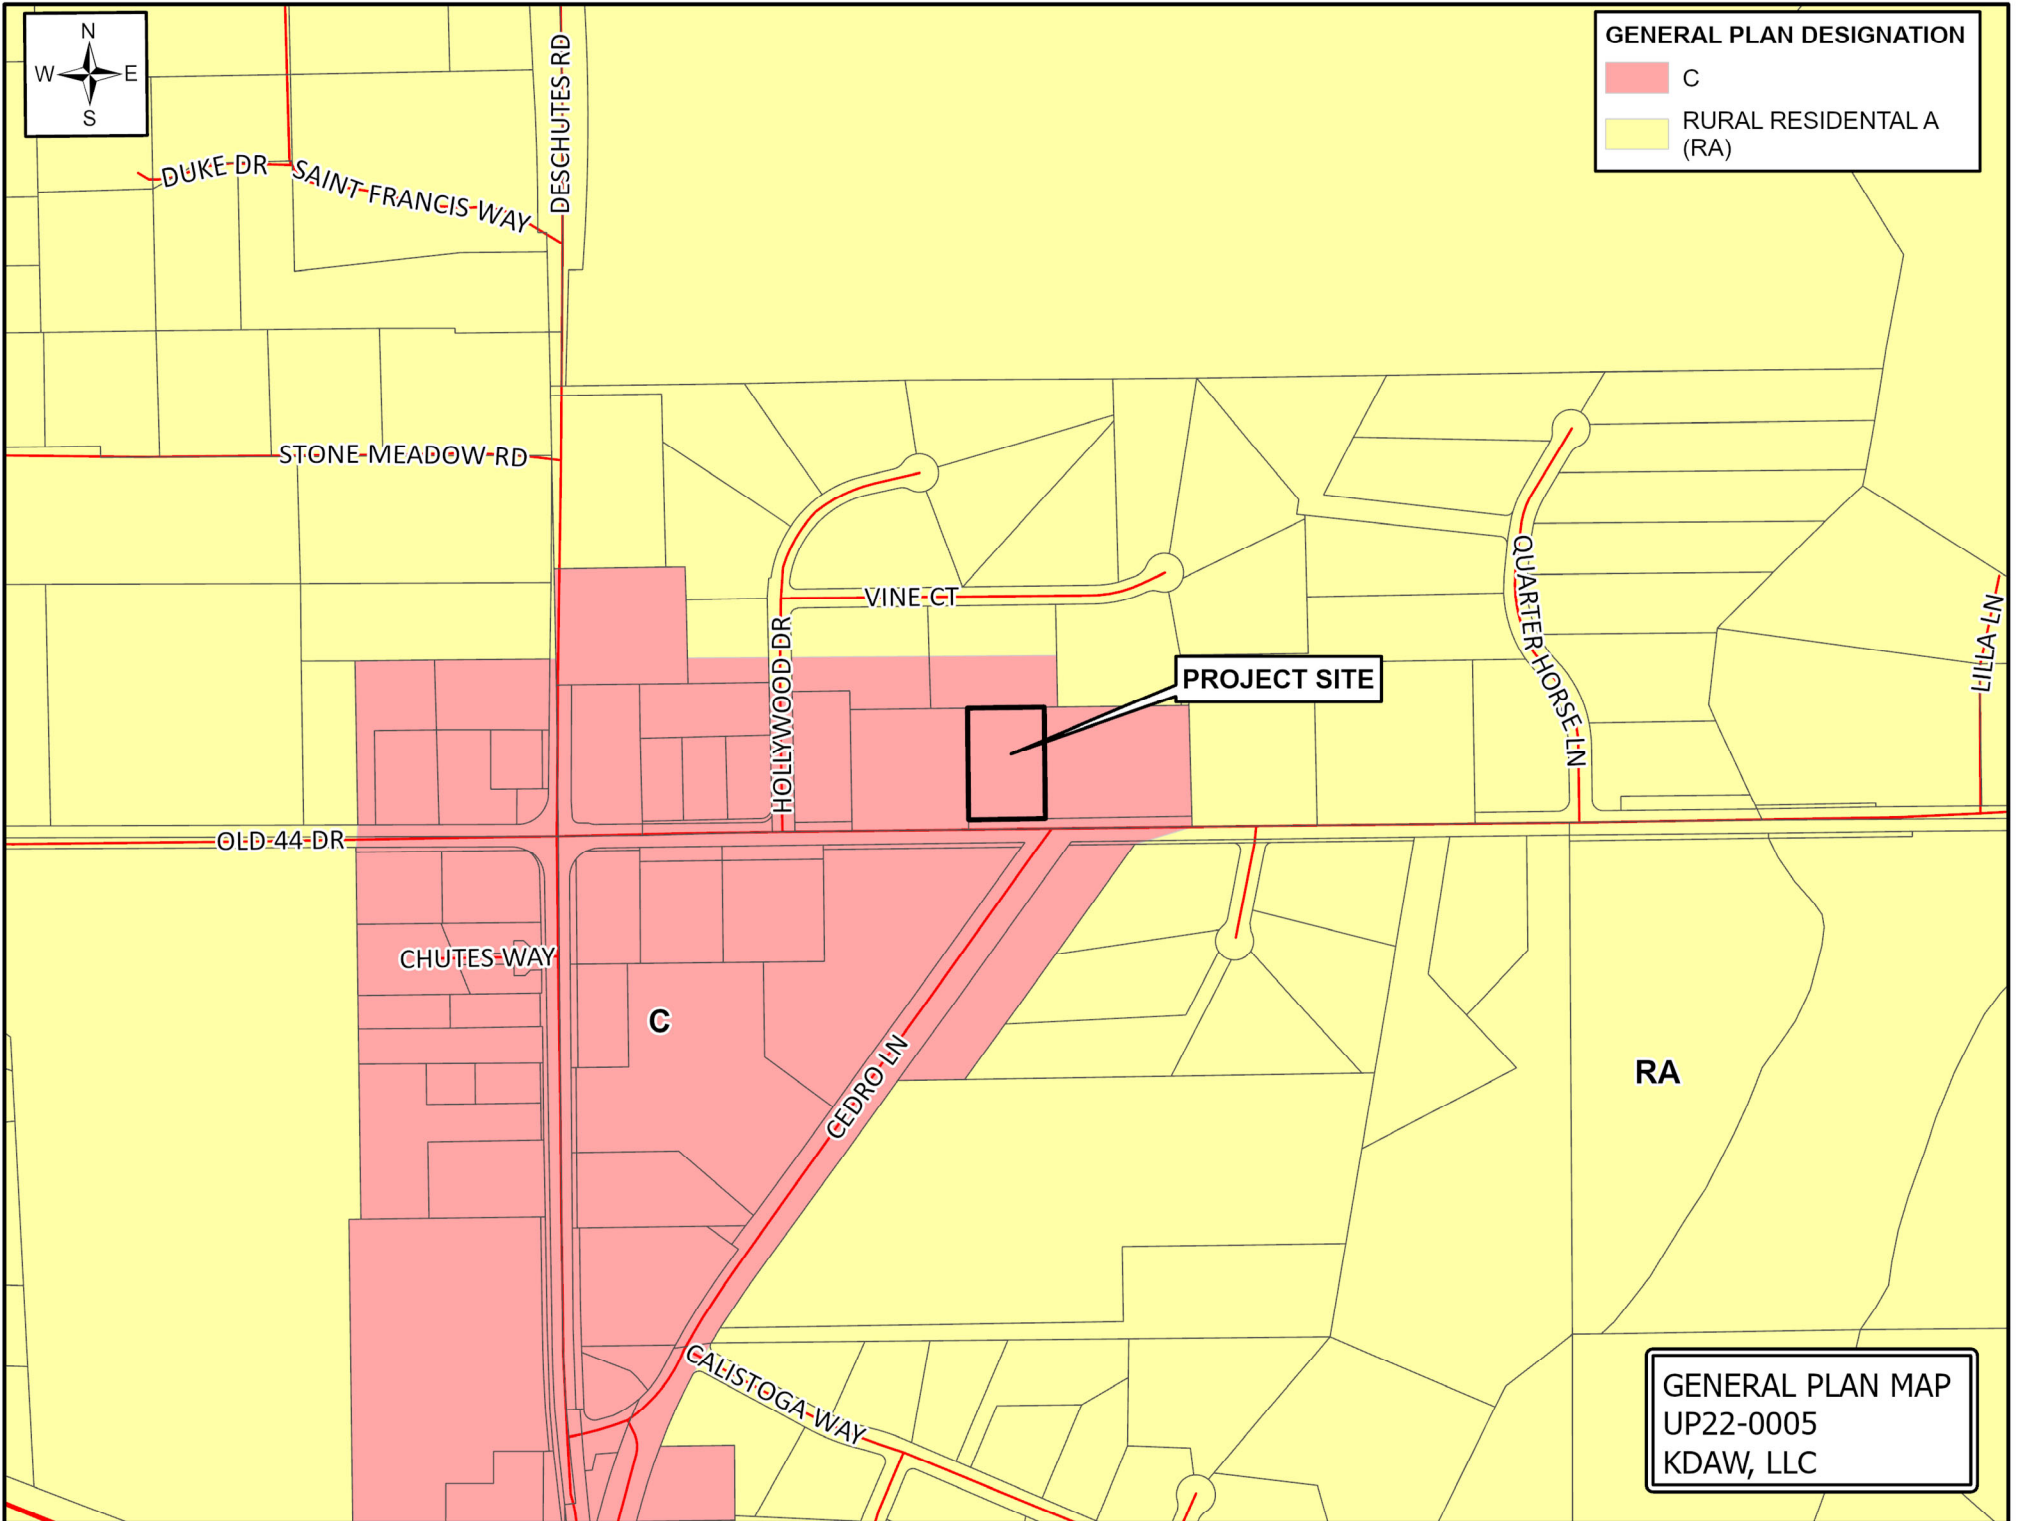 N
W E
S
GENERAL PLAN DESIGNATION
C
RURAL RESIDENTAL A
(RA)
DESCHUTES RD
DUKE DR
SAINT FRANCIS WAY
STONE MEADOW RD
VINE CT
HOLLYWOOD DR
QUARTER HORSE LN
LILLA LN
PROJECT SITE
OLD 44 DR
CHUTES WAY
C
CEDRO LN
RA
CALISTOGA WAY
GENERAL PLAN MAP
UP22-0005
KDAW, LLC